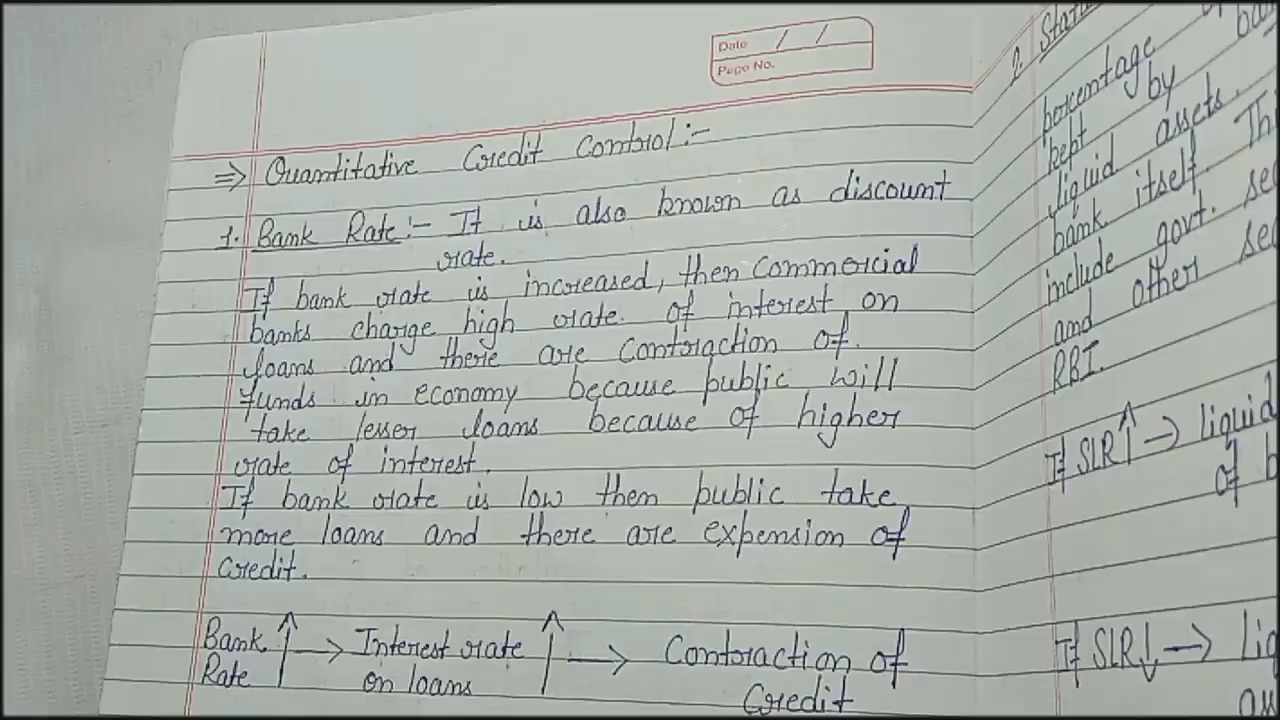 Date / /
Page No.
⇒ Quantitative Credit Control:-
1. Bank Rate:- It is also known as discount
rate.
If bank rate is increased, then commercial
banks charge high rate. of interest on
loans and there are contraction of.
funds in economy because public will
take lesser loans because of higher
rate of interest.
If bank rate is low then public take
more loans and there are expension of
credit.
Bank Rate ↑ → Interest rate on loans ↑ → Contraction of Credit
2.
percentage
kept by
liquid assets.
bank itself.
include govt.
and other
RBI.
If SLR↑ → liquid
of
If SLR↓ →